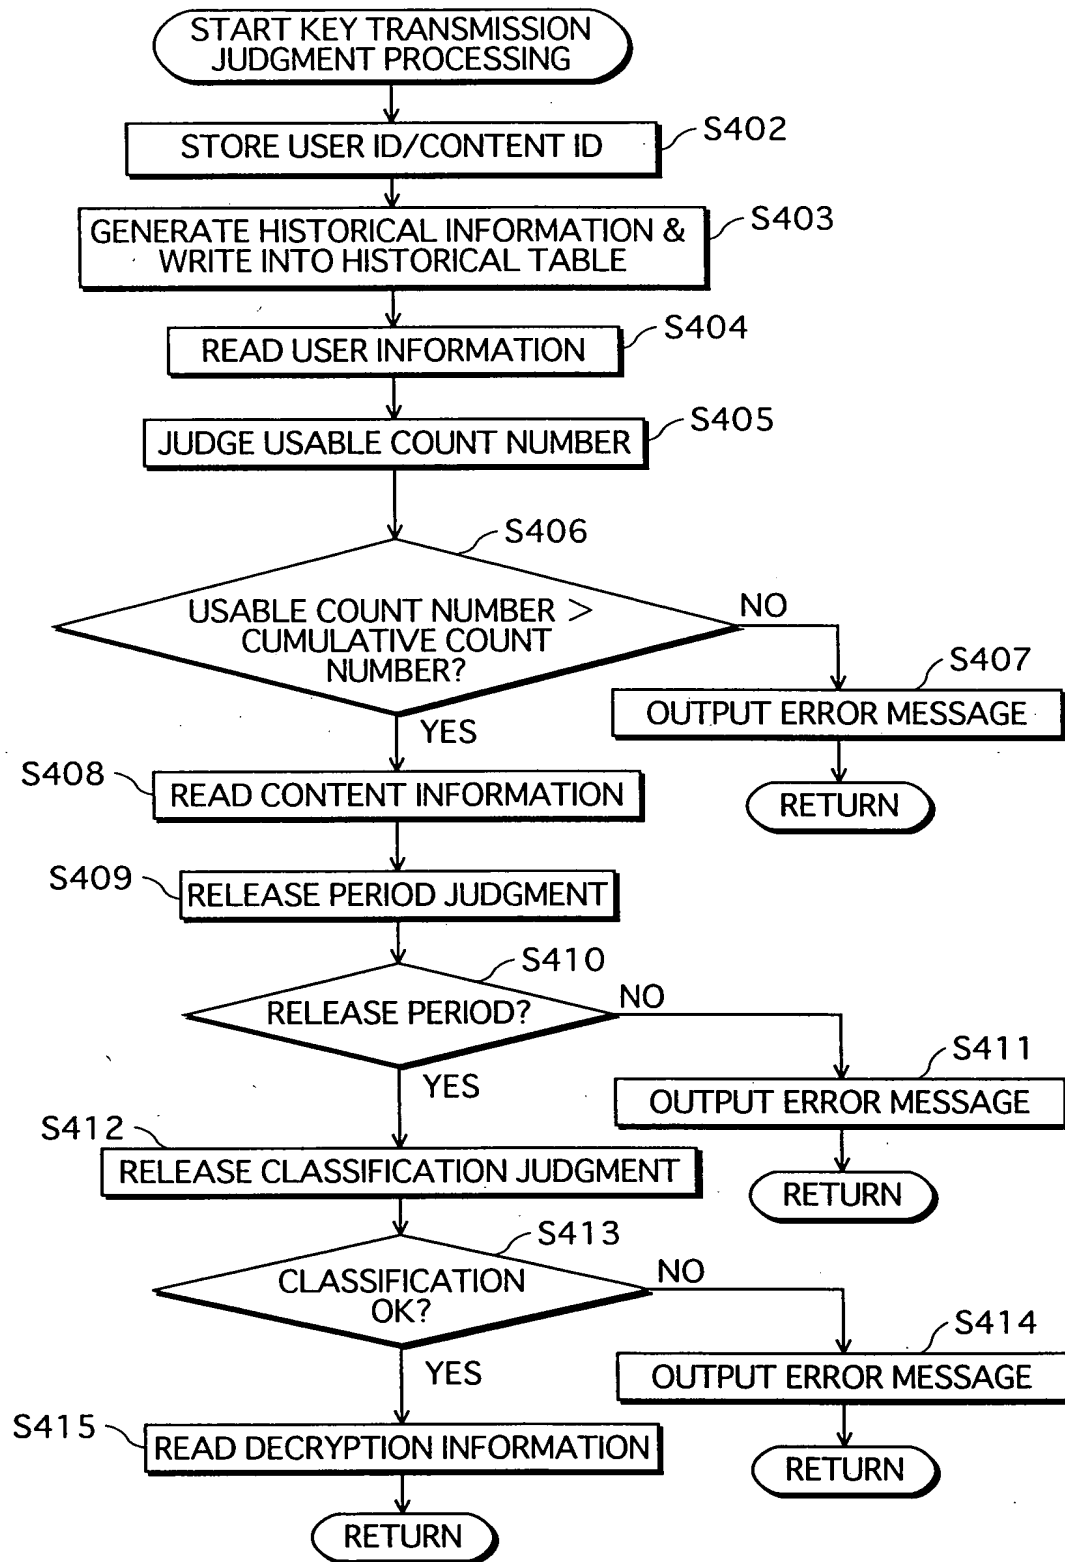 START KEY TRANSMISSION
JUDGMENT PROCESSING
S402
STORE USER ID/CONTENT ID
S403
GENERATE HISTORICAL INFORMATION &
WRITE INTO HISTORICAL TABLE
S404
READ USER INFORMATION
S405
JUDGE USABLE COUNT NUMBER
S406
USABLE COUNT NUMBER >
CUMULATIVE COUNT
NUMBER?
NO
S407
OUTPUT ERROR MESSAGE
RETURN
YES
S408
READ CONTENT INFORMATION
S409
RELEASE PERIOD JUDGMENT
S410
RELEASE PERIOD?
NO
S411
OUTPUT ERROR MESSAGE
RETURN
YES
S412
RELEASE CLASSIFICATION JUDGMENT
S413
CLASSIFICATION
OK?
NO
S414
OUTPUT ERROR MESSAGE
RETURN
YES
S415
READ DECRYPTION INFORMATION
RETURN